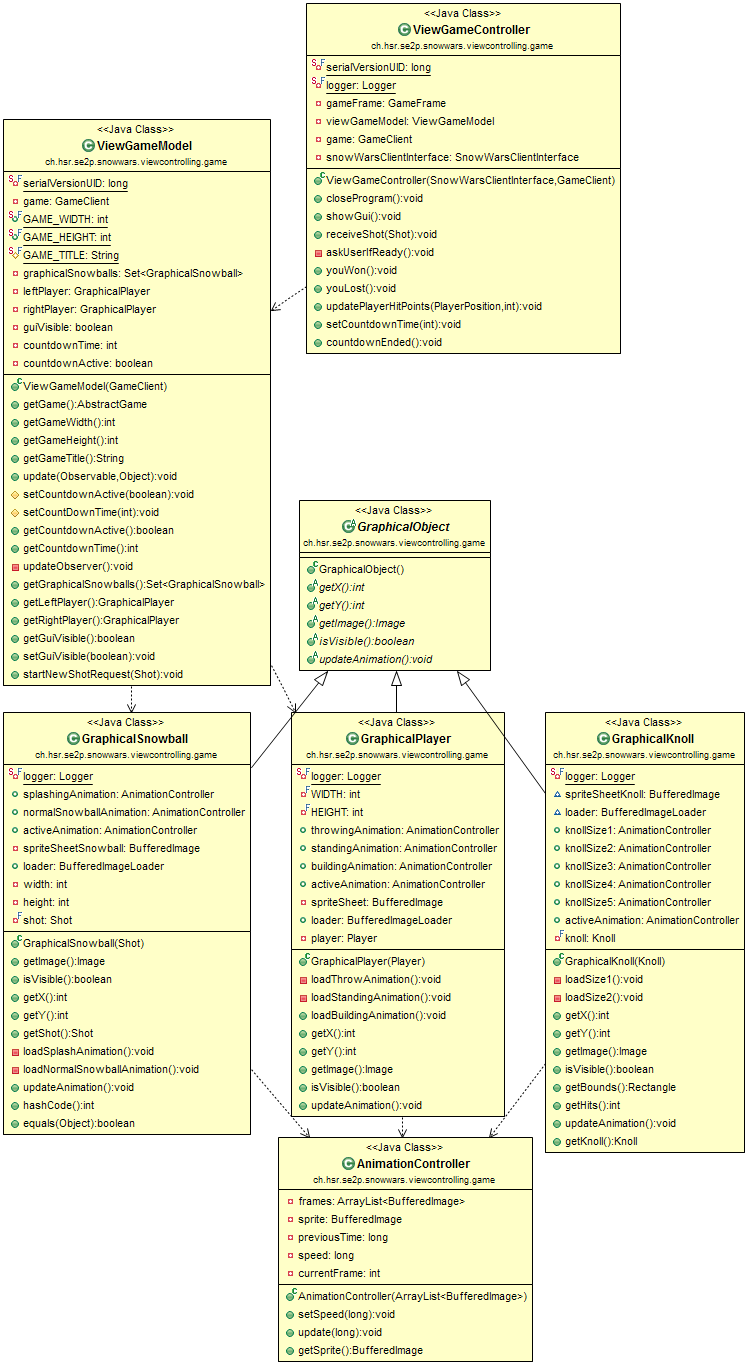 <<Java Class>>
ViewGameController
ch.hsr.se2p.snowwars.viewcontrolling.game
serialVersionUID: long
logger: Logger
gameFrame: GameFrame
viewGameModel: ViewGameModel
game: GameClient
snowWarsClientInterface: SnowWarsClientInterface
ViewGameController(SnowWarsClientInterface,GameClient)
closeProgram():void
showGui():void
receiveShot(Shot):void
askUserIfReady():void
youWon():void
youLost():void
updatePlayerHitPoints(PlayerPosition,int):void
setCountdownTime(int):void
countdownEnded():void
<<Java Class>>
ViewGameModel
ch.hsr.se2p.snowwars.viewcontrolling.game
serialVersionUID: long
game: GameClient
GAME_WIDTH: int
GAME_HEIGHT: int
GAME_TITLE: String
graphicalSnowballs: Set<GraphicalSnowball>
leftPlayer: GraphicalPlayer
rightPlayer: GraphicalPlayer
guiVisible: boolean
countdownTime: int
countdownActive: boolean
ViewGameModel(GameClient)
getGame():AbstractGame
getGameWidth():int
getGameHeight():int
getGameTitle():String
update(Observable,Object):void
setCountdownActive(boolean):void
setCountDownTime(int):void
getCountdownActive():boolean
getCountdownTime():int
updateObserver():void
getGraphicalSnowballs():Set<GraphicalSnowball>
getLeftPlayer():GraphicalPlayer
getRightPlayer():GraphicalPlayer
getGuiVisible():boolean
setGuiVisible(boolean):void
startNewShotRequest(Shot):void
<<Java Class>>
GraphicalObject
ch.hsr.se2p.snowwars.viewcontrolling.game
GraphicalObject()
getX():int
getY():int
getImage():Image
isVisible():boolean
updateAnimation():void
<<Java Class>>
GraphicalSnowball
ch.hsr.se2p.snowwars.viewcontrolling.game
logger: Logger
splashingAnimation: AnimationController
normalSnowballAnimation: AnimationController
activeAnimation: AnimationController
spriteSheetSnowball: BufferedImage
loader: BufferedImageLoader
width: int
height: int
shot: Shot
GraphicalSnowball(Shot)
getImage():Image
isVisible():boolean
getX():int
getY():int
getShot():Shot
loadSplashAnimation():void
loadNormalSnowballAnimation():void
updateAnimation():void
hashCode():int
equals(Object):boolean
<<Java Class>>
GraphicalPlayer
ch.hsr.se2p.snowwars.viewcontrolling.game
logger: Logger
WIDTH: int
HEIGHT: int
throwingAnimation: AnimationController
standingAnimation: AnimationController
buildingAnimation: AnimationController
activeAnimation: AnimationController
spriteSheet: BufferedImage
loader: BufferedImageLoader
player: Player
GraphicalPlayer(Player)
loadThrowAnimation():void
loadStandingAnimation():void
loadBuildingAnimation():void
getX():int
getY():int
getImage():Image
isVisible():boolean
updateAnimation():void
<<Java Class>>
GraphicalKnoll
ch.hsr.se2p.snowwars.viewcontrolling.game
logger: Logger
spriteSheetKnoll: BufferedImage
loader: BufferedImageLoader
knollSize1: AnimationController
knollSize2: AnimationController
knollSize3: AnimationController
knollSize4: AnimationController
knollSize5: AnimationController
activeAnimation: AnimationController
knoll: Knoll
GraphicalKnoll(Knoll)
loadSize1():void
loadSize2():void
getX():int
getY():int
getImage():Image
isVisible():boolean
getBounds():Rectangle
getHits():int
updateAnimation():void
getKnoll():Knoll
<<Java Class>>
AnimationController
ch.hsr.se2p.snowwars.viewcontrolling.game
frames: ArrayList<BufferedImage>
sprite: BufferedImage
previousTime: long
speed: long
currentFrame: int
AnimationController(ArrayList<BufferedImage>)
setSpeed(long):void
update(long):void
getSprite():BufferedImage